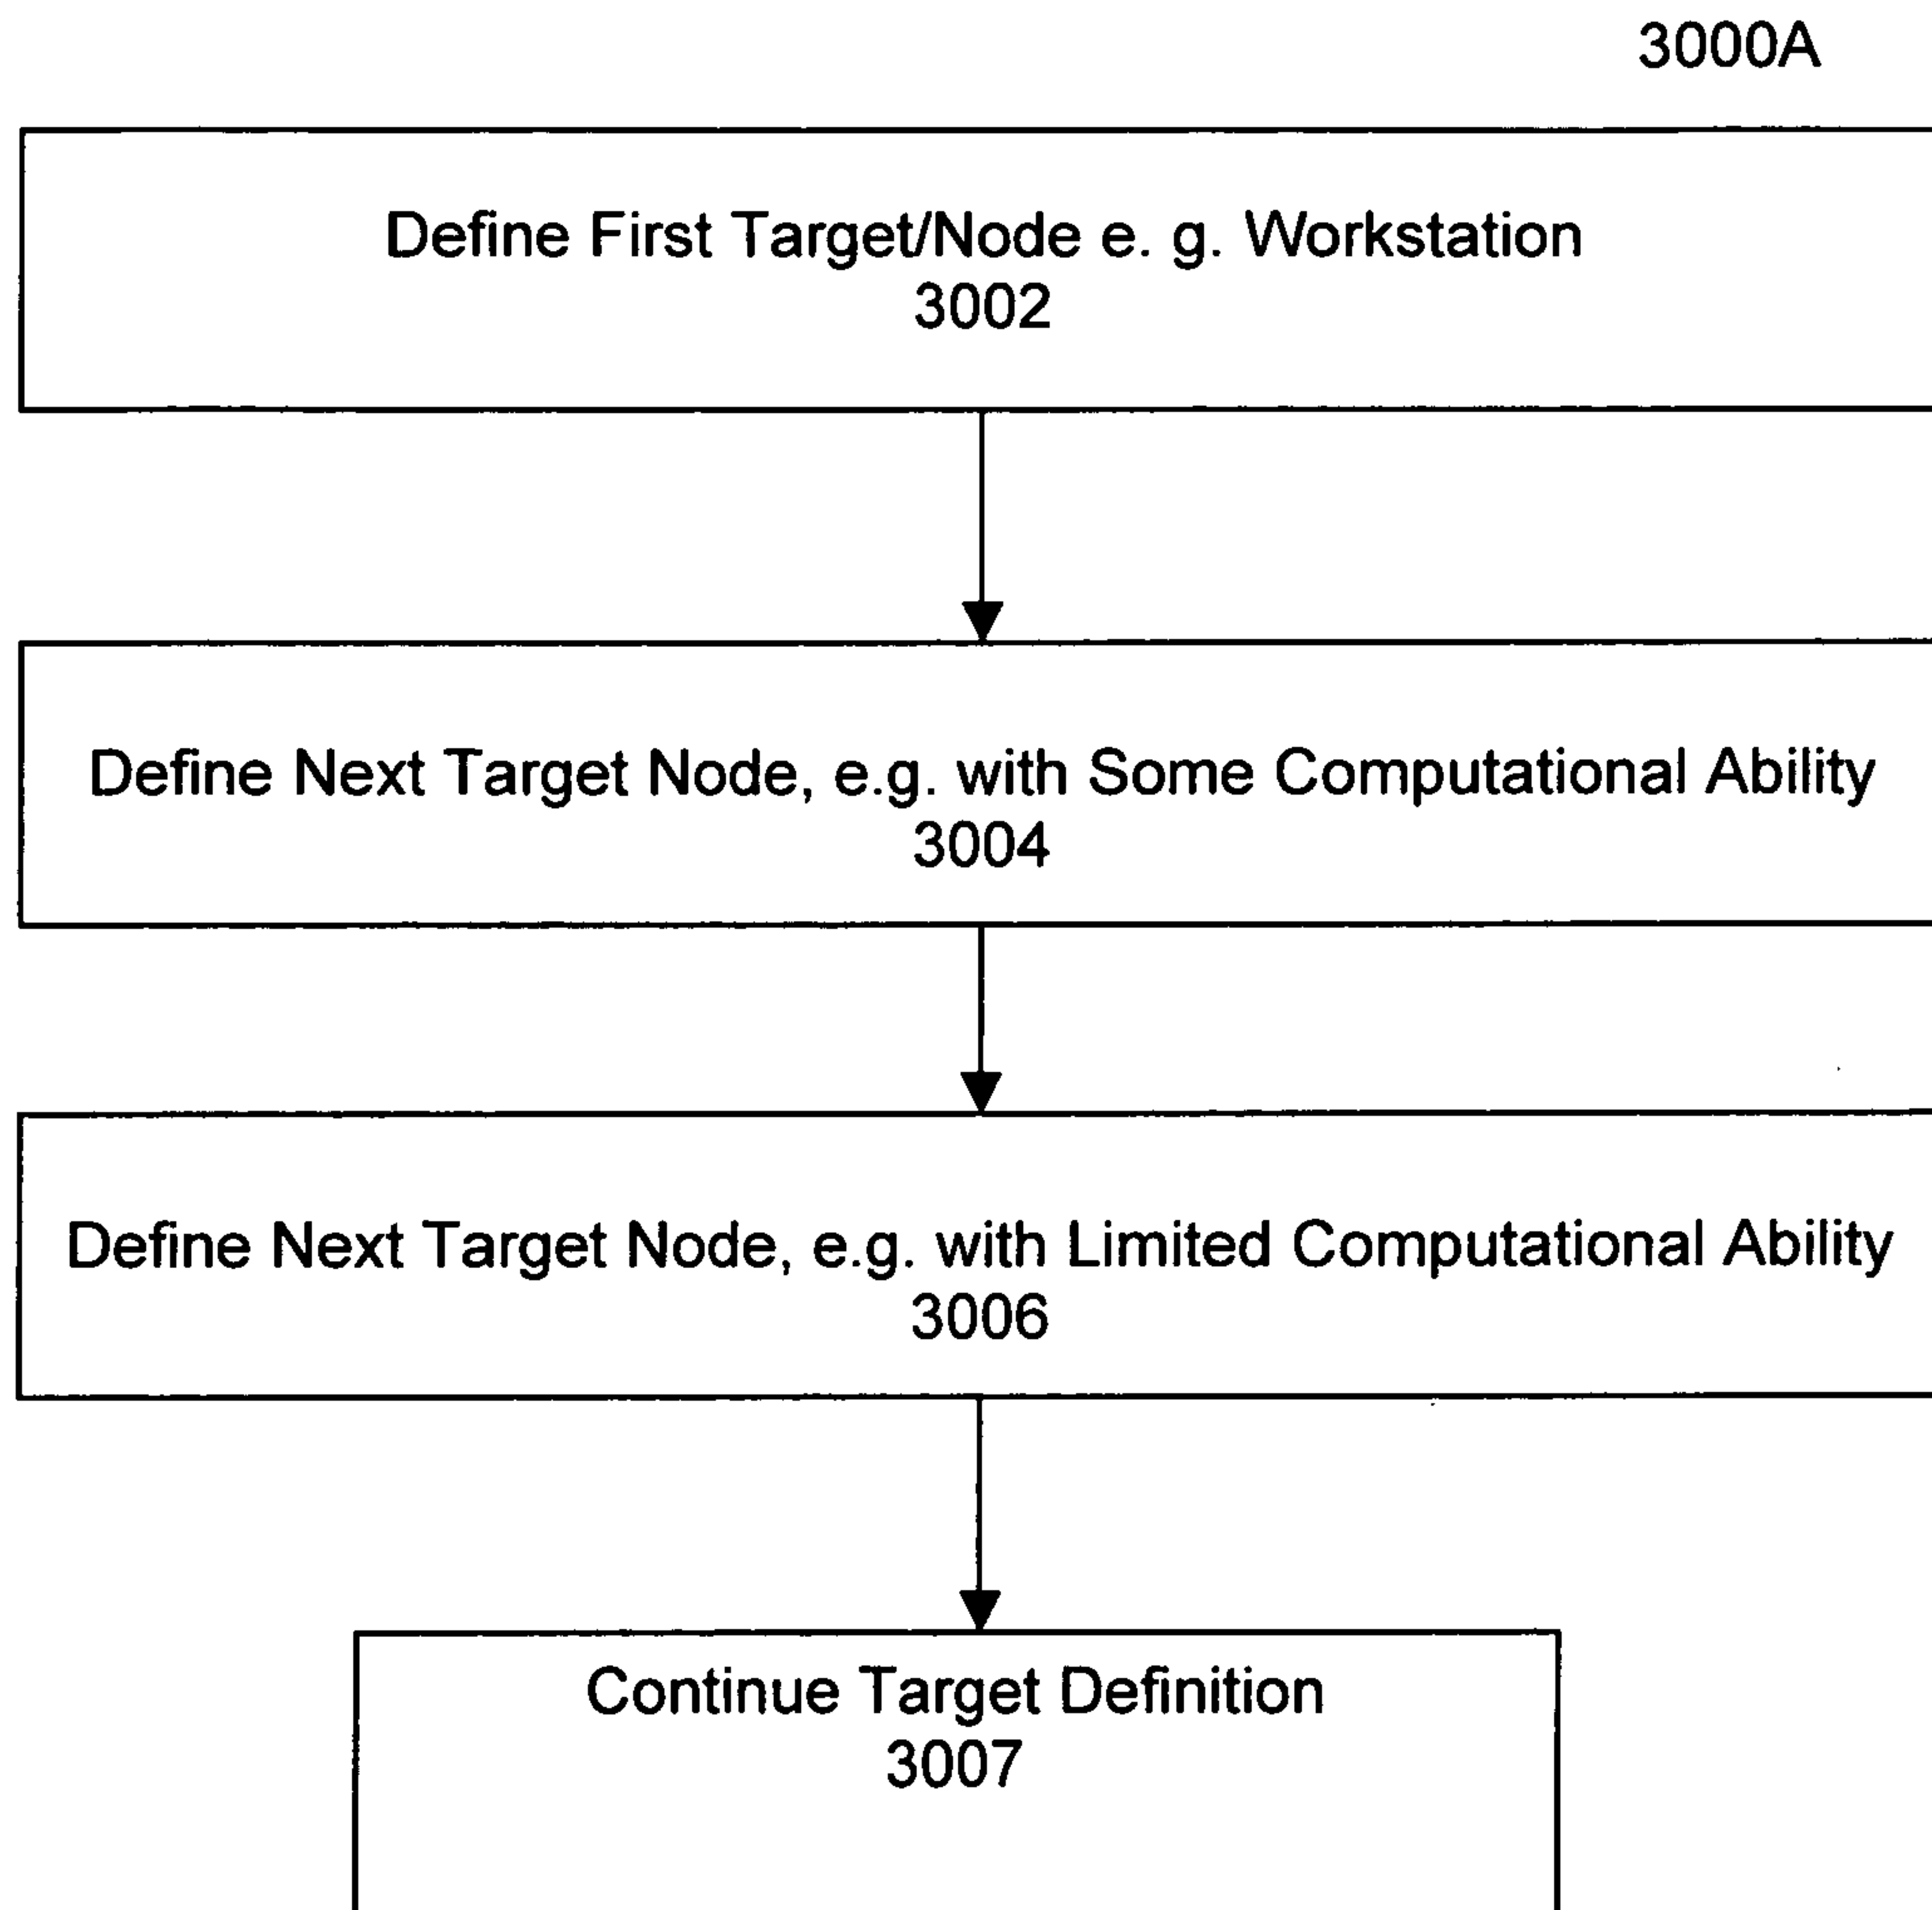 3000A
Define First Target/Node e. g. Workstation
3002
Define Next Target Node, e.g. with Some Computational Ability
3004
Define Next Target Node, e.g. with Limited Computational Ability
3006
Continue Target Definition
3007